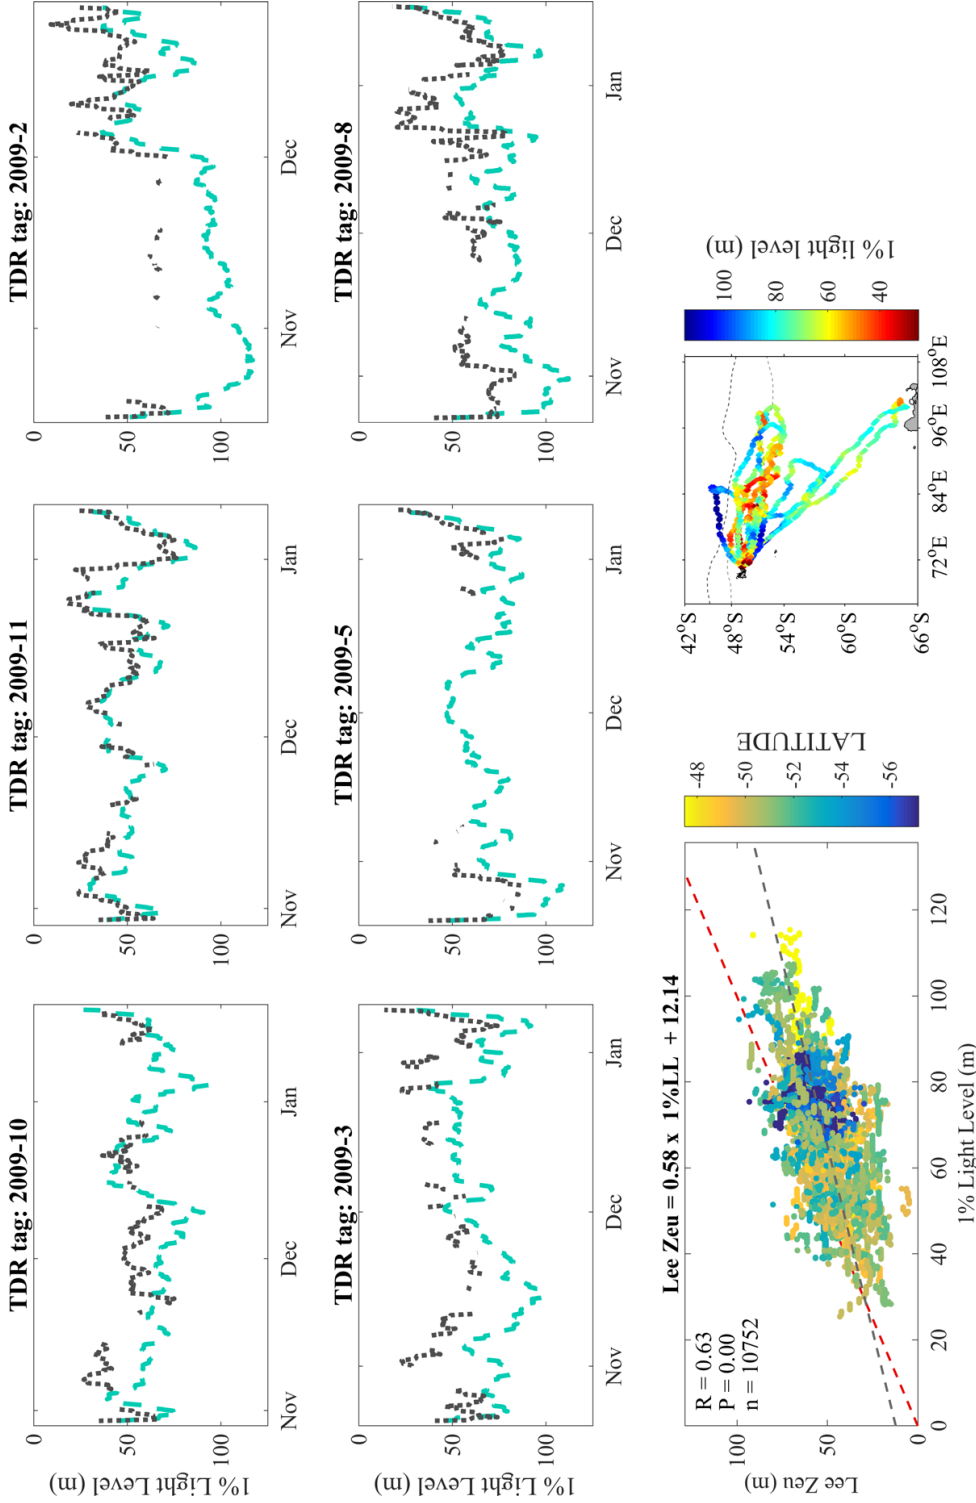 TDR tag: 2009-10
TDR tag: 2009-11
TDR tag: 2009-2
1% Light Level (m)
0
50
100
Nov
Dec
Jan
0
50
100
Nov
Dec
Jan
0
50
100
Nov
Dec
TDR tag: 2009-3
TDR tag: 2009-5
TDR tag: 2009-8
1% Light Level (m)
0
50
100
Nov
Dec
Jan
0
50
100
Nov
Dec
Jan
0
50
100
Nov
Dec
Jan
Lee Zeu = 0.58 x 1%LL + 12.14
R = 0.63
P = 0.00
n = 10752
Lee Zeu (m)
100
50
0
0
20
40
60
80
100
120
1% Light Level (m)
-48
-50
-52
-54
-56
LATITUDE
42°S
48°S
54°S
60°S
66°S
72°E
84°E
96°E
108°E
100
80
60
40
1% light level (m)